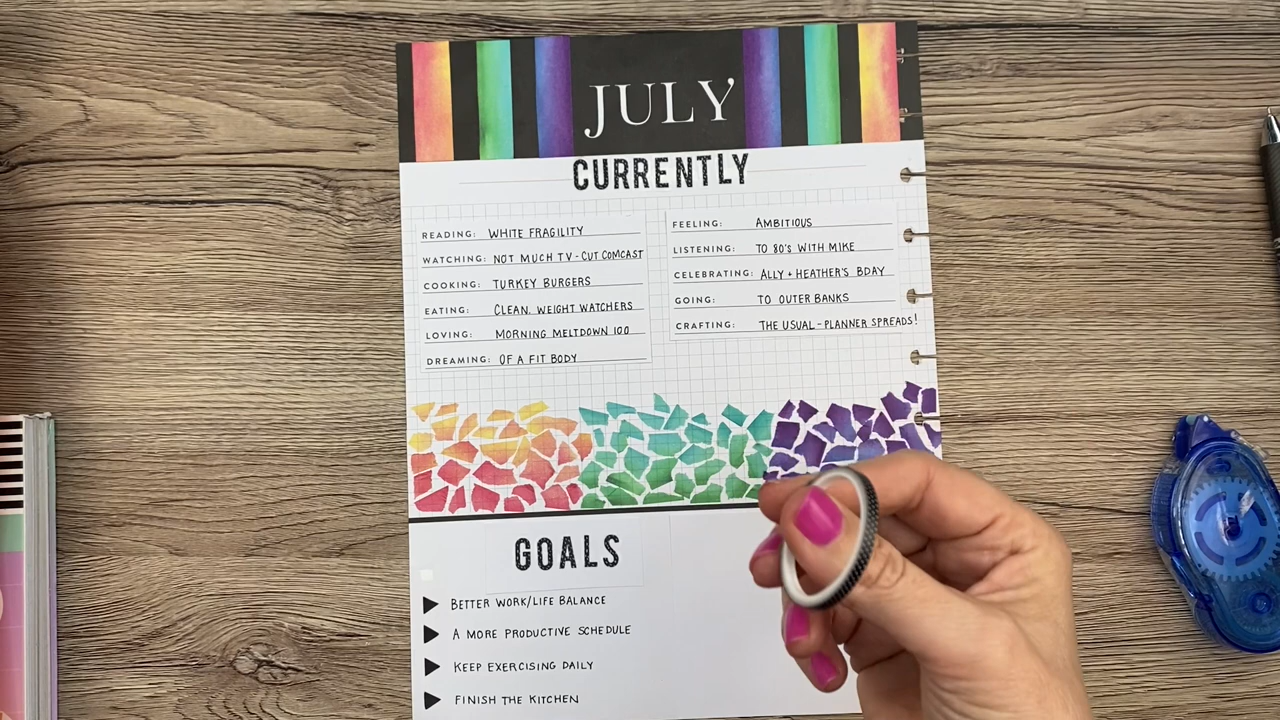 JULY
CURRENTLY
READING: WHITE FRAGILITY
WATCHING: NOT MUCH TV - CUT COMCAST
COOKING: TURKEY BURGERS
EATING: CLEAN. WEIGHT WATCHERS
LOVING: MORNING MELTDOWN 100
DREAMING: OF A FIT BODY
FEELING: AMBITIOUS
LISTENING: TO 80'S WITH MIKE
CELEBRATING: ALLY + HEATHER'S BDAY
GOING: TO OUTER BANKS
CRAFTING: THE USUAL - PLANNER SPREADS!
GOALS
BETTER WORK/LIFE BALANCE
A MORE PRODUCTIVE SCHEDULE
KEEP EXERCISING DAILY
FINISH THE KITCHEN